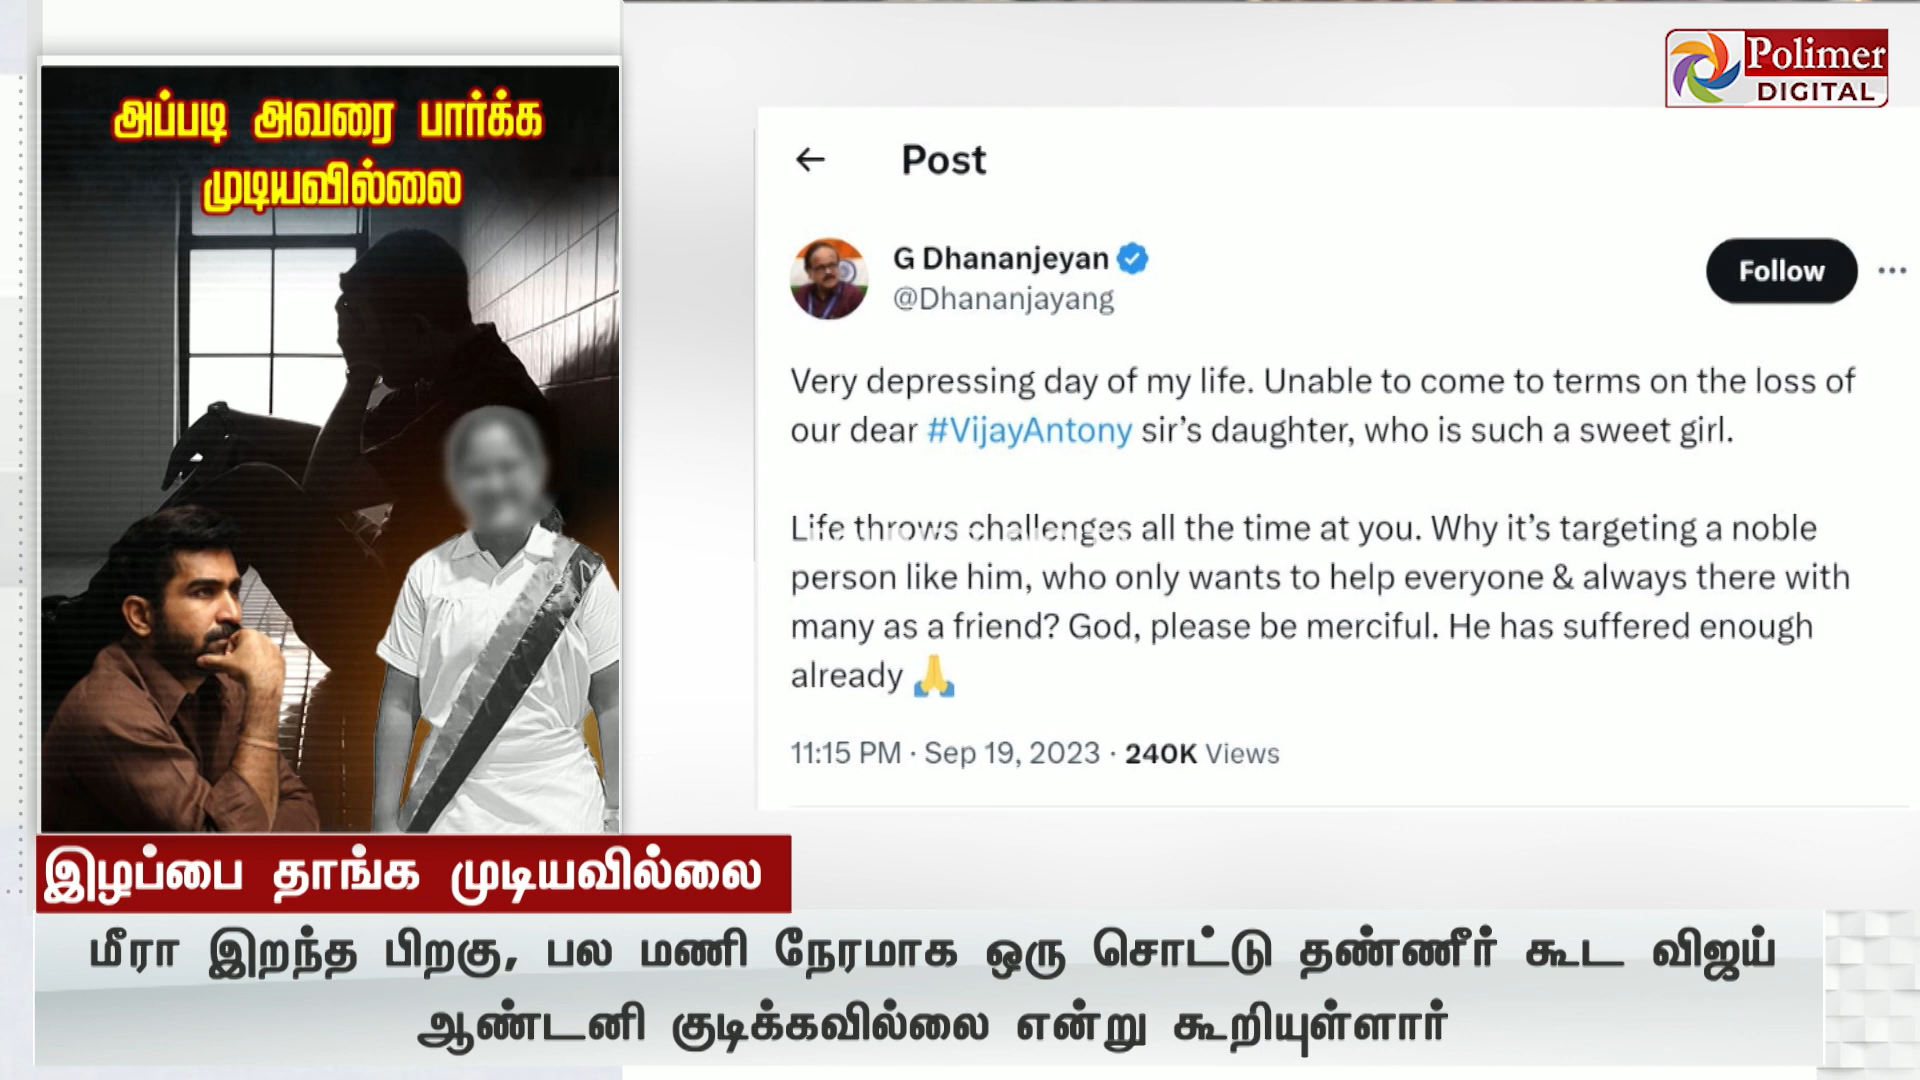 அப்படி அவரை பார்க்க
முடியவில்லை
Polimer
DIGITAL
← Post
G Dhananjeyan
@Dhananjayang
Follow
Very depressing day of my life. Unable to come to terms on the loss of
our dear #VijayAntony sir’s daughter, who is such a sweet girl.
Life throws challenges all the time at you. Why it’s targeting a noble
person like him, who only wants to help everyone & always there with
many as a friend? God, please be merciful. He has suffered enough
already 🙏
11:15 PM · Sep 19, 2023 · 240K Views
இழப்பை தாங்க முடியவில்லை
மீரா இறந்த பிறகு, பல மணி நேரமாக ஒரு சொட்டு தண்ணீர் கூட விஜய்
ஆண்டனி குடிக்கவில்லை என்று கூறியுள்ளார்